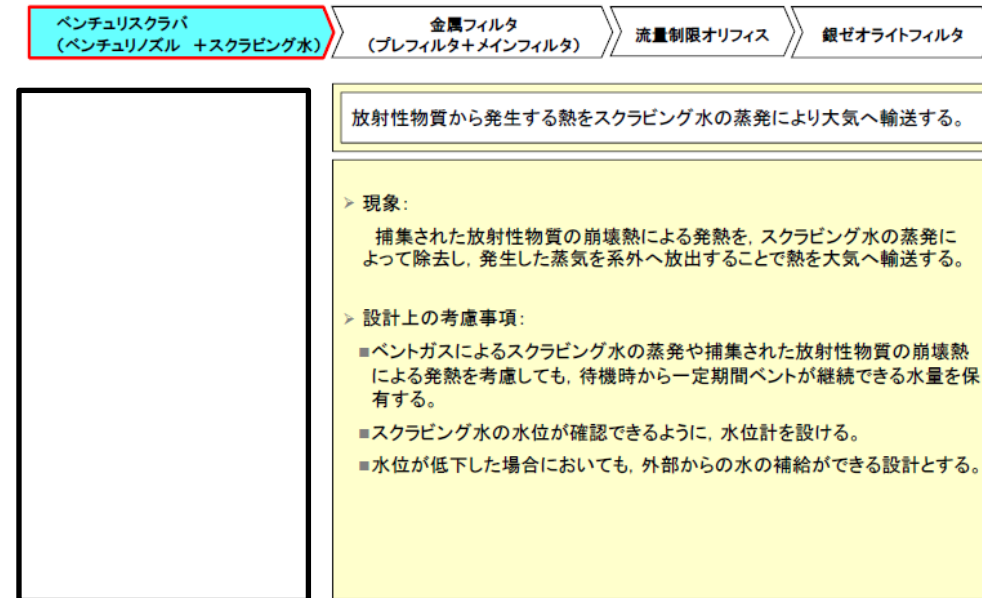 ベンチュリスクラバ
（ベンチュリノズル ＋スクラビング水）
金属フィルタ
（プレフィルタ＋メインフィルタ）
流量制限オリフィス
銀ゼオライトフィルタ
放射性物質から発生する熱をスクラビング水の蒸発により大気へ輸送する。
➢ 現象：
捕集された放射性物質の崩壊熱による発熱を，スクラビング水の蒸発に
よって除去し，発生した蒸気を系外へ放出することで熱を大気へ輸送する。
➢ 設計上の考慮事項：
■ベントガスによるスクラビング水の蒸発や捕集された放射性物質の崩壊熱
による発熱を考慮しても，待機時から一定期間ベントが継続できる水量を保
有する。
■スクラビング水の水位が確認できるように，水位計を設ける。
■水位が低下した場合においても，外部からの水の補給ができる設計とする。